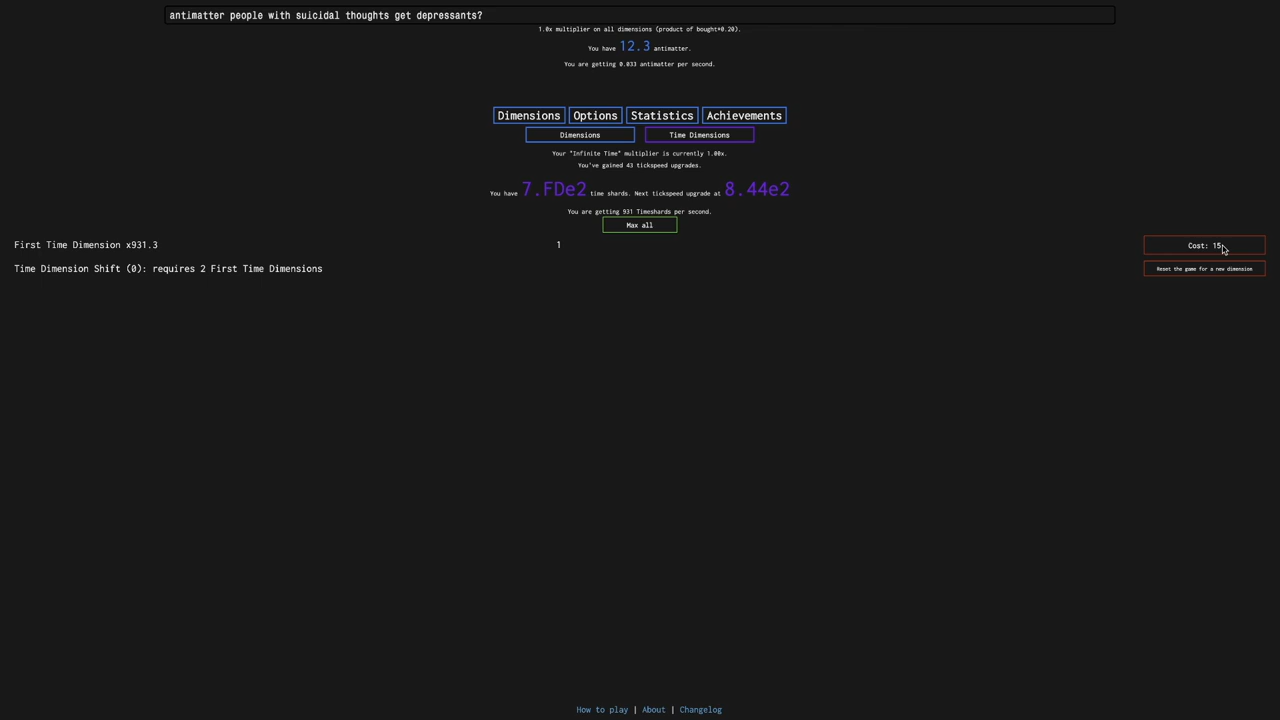 antimatter people with suicidal thoughts get depressants?
1.0x multiplier on all dimensions (product of bought*0.20).
You have 12.3 antimatter.
You are getting 0.033 antimatter per second.
Dimensions Options Statistics Achievements
Dimensions Time Dimensions
Your "Infinite Time" multiplier is currently 1.00x.
You've gained 43 tickspeed upgrades.
You have 7.FDe2 time shards. Next tickspeed upgrade at 8.44e2
You are getting 931 Timeshards per second.
Max all
First Time Dimension x931.3 1 Cost: 15
Time Dimension Shift (0): requires 2 First Time Dimensions Reset the game for a new dimension
How to play | About | Changelog